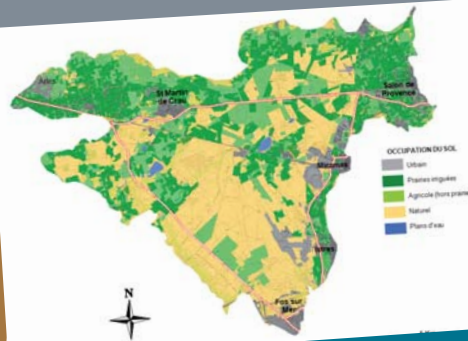 Arles
St Martin
de Crau
Salon de
Provence
Miramas
Istres
Fos sur
Mer
N
OCCUPATION DU SOL
Urbain
Prairies irriguées
Agricole (hors prairie
Naturel
Plans d'eau